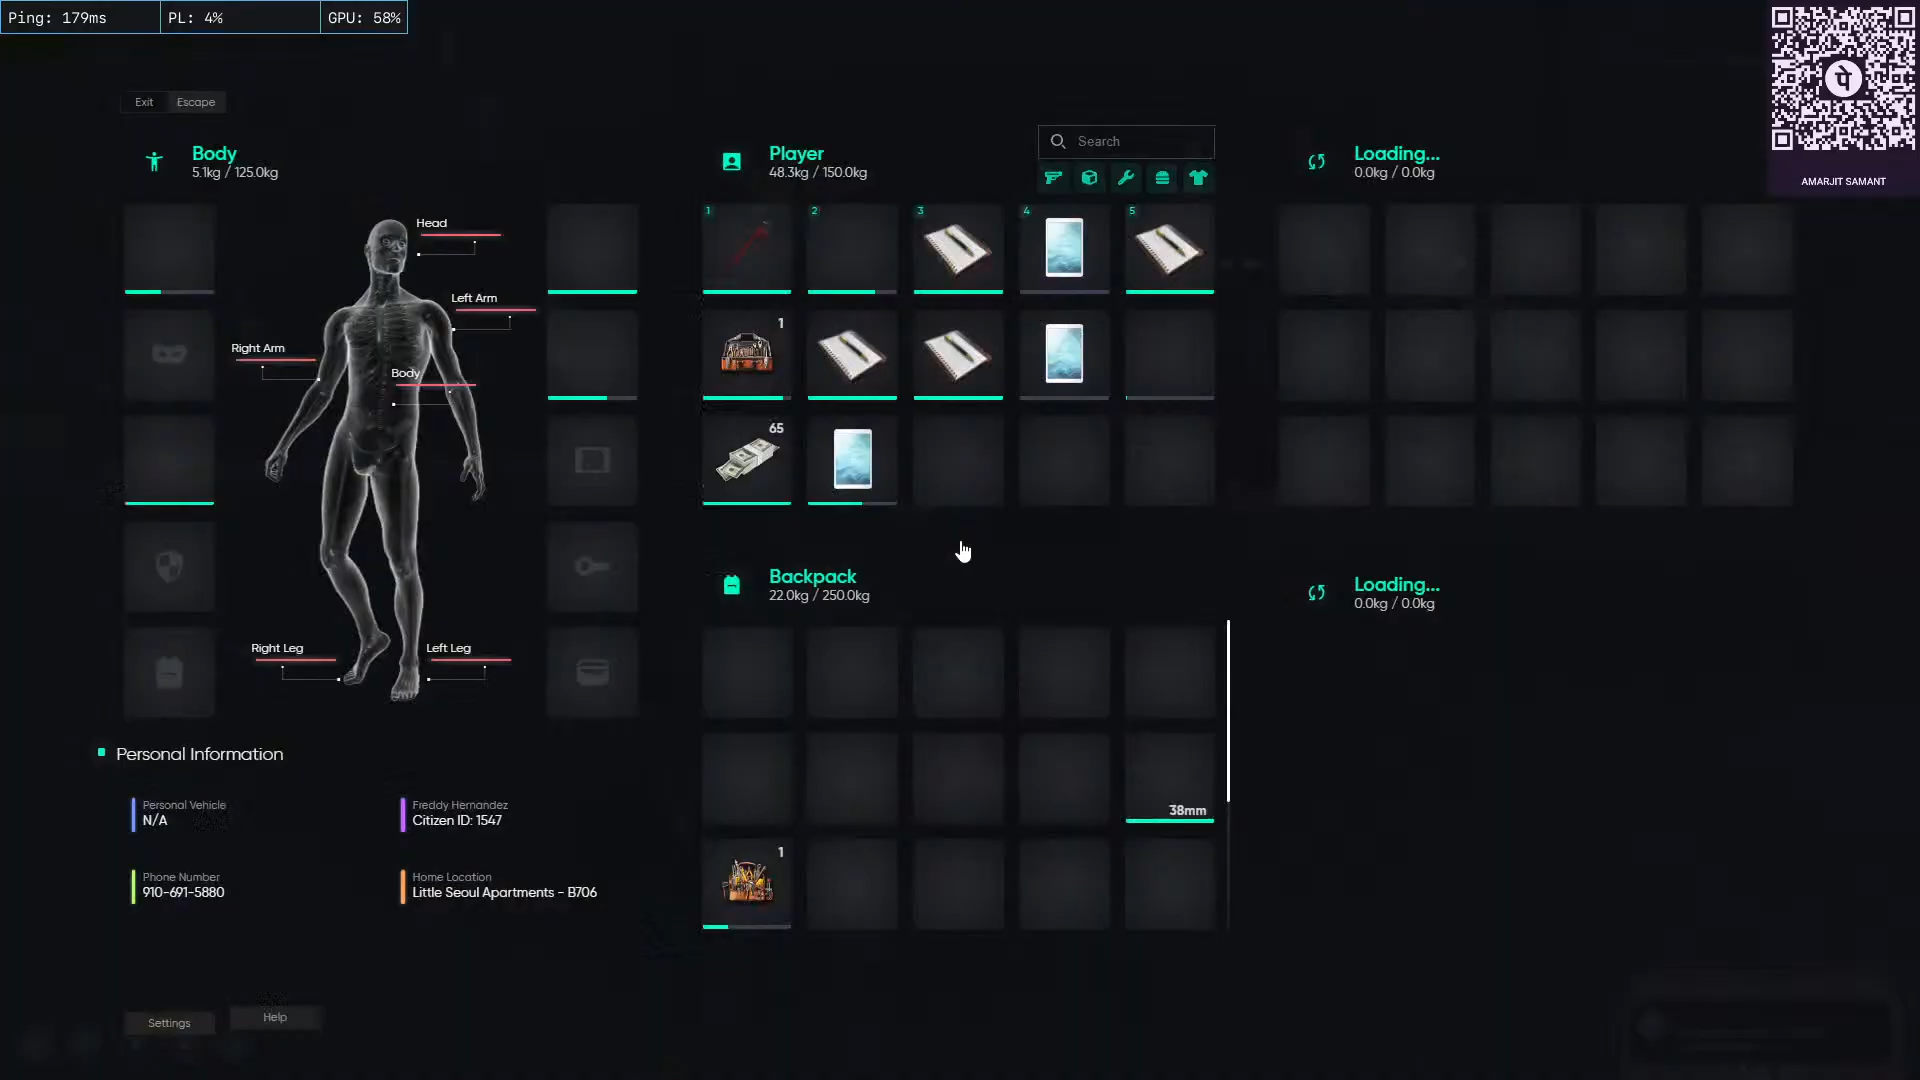 Ping: 179ms
PL: 4%
GPU: 58%
पे
AMARJIT SAMANT
Exit
Escape
Body
5.1kg / 125.0kg
Head
Left Arm
Right Arm
Body
Right Leg
Left Leg
Player
48.3kg / 150.0kg
Search
1
2
3
4
5
1
65
Loading...
0.0kg / 0.0kg
Backpack
22.0kg / 250.0kg
38mm
1
Loading...
0.0kg / 0.0kg
Personal Information
Personal Vehicle
N/A
Freddy Hernandez
Citizen ID: 1547
Phone Number
910-691-5880
Home Location
Little Seoul Apartments - B706
Settings
Help